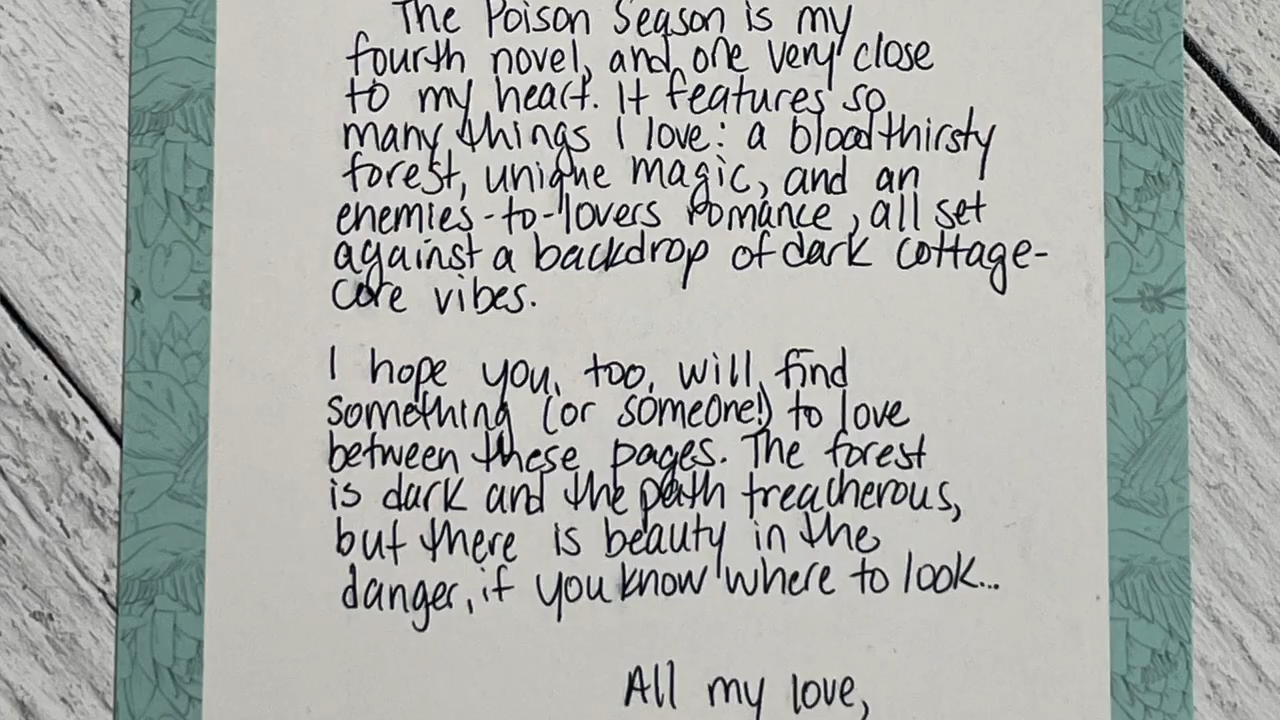 The Poison Season is my
fourth novel, and one very close
to my heart. It features so
many things I love: a bloodthirsty
forest, unique magic, and an
enemies-to-lovers romance, all set
against a backdrop of dark cottage-
core vibes.
I hope you, too, will find
something (or someone!) to love
between these pages. The forest
is dark and the path treacherous,
but there is beauty in the
danger, if you know where to look...
All my love,